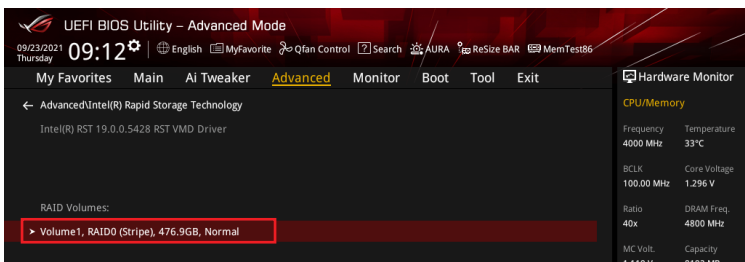 UEFI BIOS Utility – Advanced Mode
09/23/2021
Thursday
09:12
English
MyFavorite
Qfan Control
? Search
AURA
ReSize BAR
MemTest86
My Favorites
Main
Ai Tweaker
Advanced
Monitor
Boot
Tool
Exit
Hardware Monitor
← Advanced\Intel(R) Rapid Storage Technology
Intel(R) RST 19.0.0.5428 RST VMD Driver
RAID Volumes:
➤ Volume1, RAID0 (Stripe), 476.9GB, Normal
CPU/Memory
Frequency Temperature
4000 MHz 33°C
BCLK Core Voltage
100.00 MHz 1.296 V
Ratio DRAM Freq.
40x 4800 MHz
MC Volt. Capacity